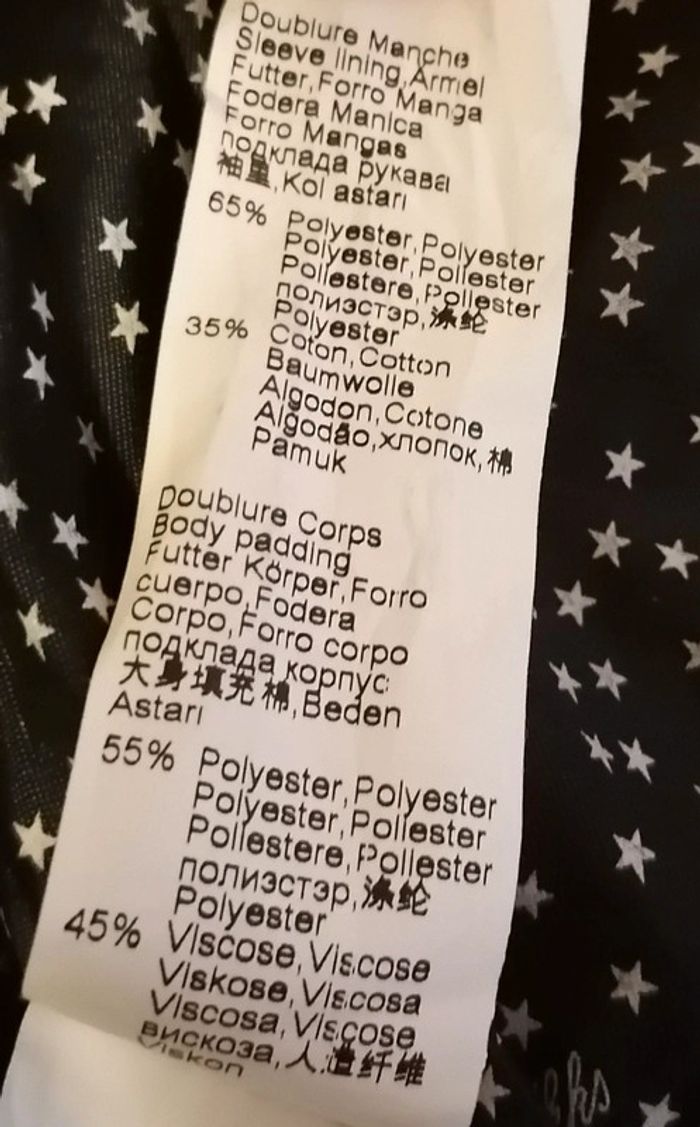 Doublure Manche
Sleeve lining,Ärmel
Futter,Forro Manga
Fodera Manica
Forro Mangas
подклада рукава
袖里,Kol astarı
65% Polyester,Polyester
Polyester,Poliester
Poliestere,Poliester
полиэстэр,涤纶
Polyester
35% Coton,Cotton
Baumwolle
Algodon,Cotone
Algodão,хлопок,棉
Pamuk
Doublure Corps
Body padding
Futter Körper,Forro
cuerpo,Fodera
Corpo,Forro corpo
подклада корпус
大身填充棉,Beden
Astarı
55% Polyester,Polyester
Polyester,Poliester
Poliestere,Poliester
полиэстэр,涤纶
Polyester
45% Viscose,Viscose
Viskose,Viscosa
Viscosa,Viscose
вискоза,人造纤维
Viskon